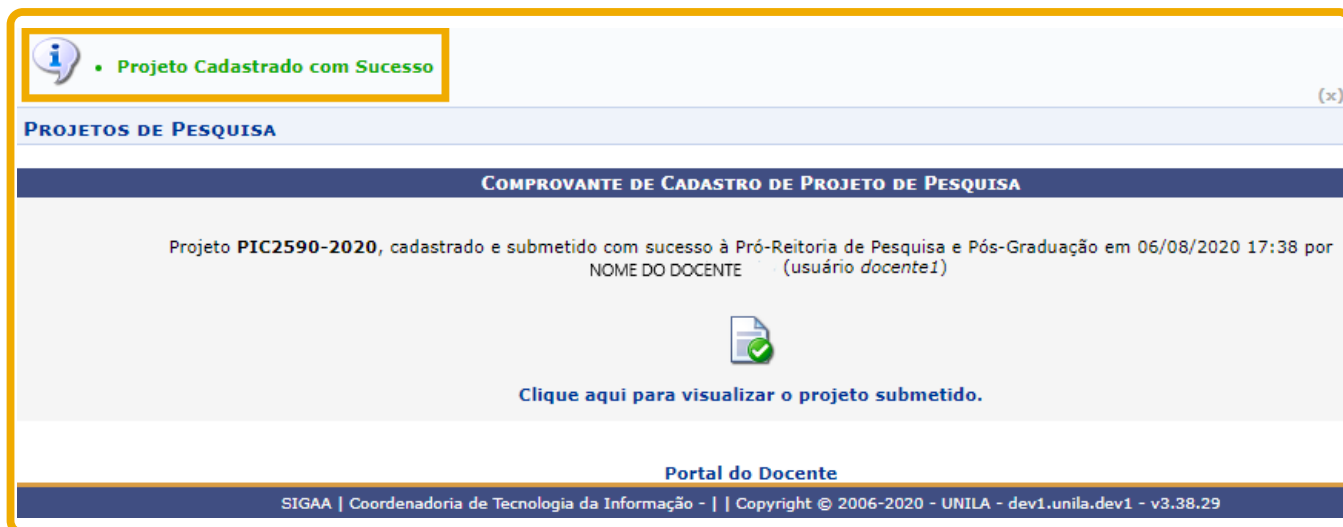 • Projeto Cadastrado com Sucesso
(x)
PROJETOS DE PESQUISA
COMPROVANTE DE CADASTRO DE PROJETO DE PESQUISA
Projeto PIC2590-2020, cadastrado e submetido com sucesso à Pró-Reitoria de Pesquisa e Pós-Graduação em 06/08/2020 17:38 por
NOME DO DOCENTE (usuário docente1)
Clique aqui para visualizar o projeto submetido.
Portal do Docente
SIGAA | Coordenadoria de Tecnologia da Informação - | | Copyright © 2006-2020 - UNILA - dev1.unila.dev1 - v3.38.29